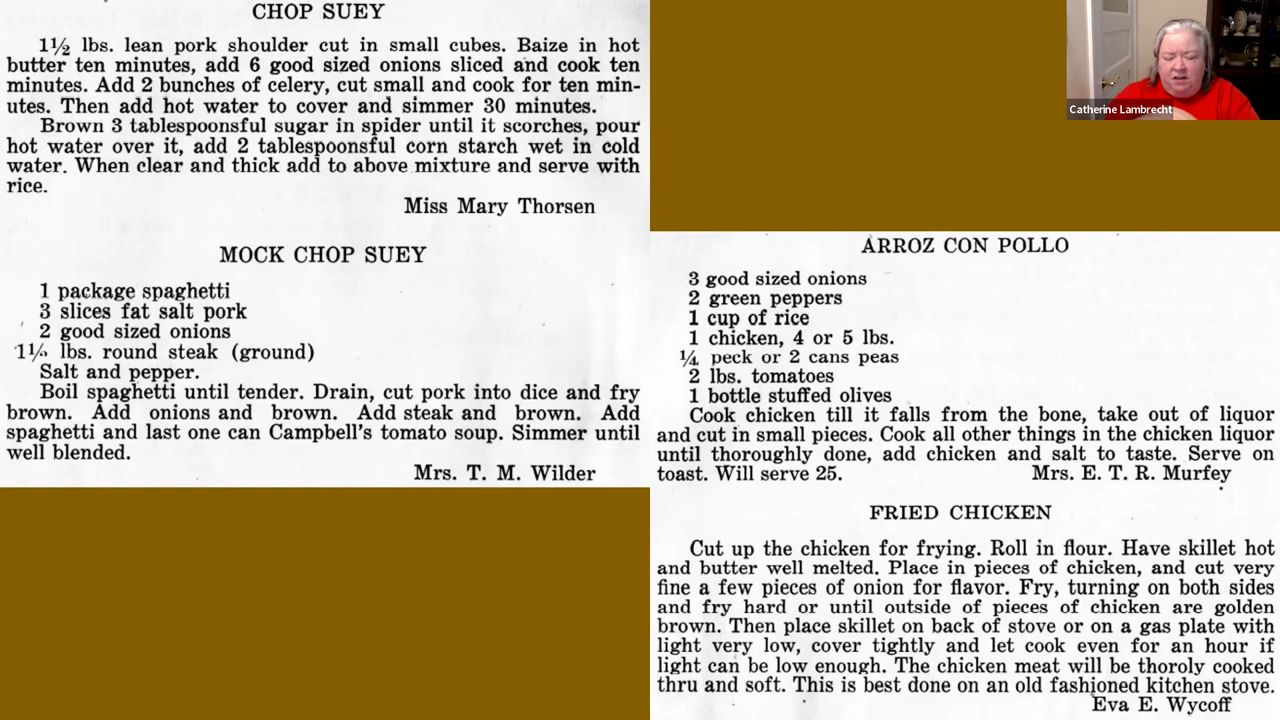 CHOP SUEY
1½ lbs. lean pork shoulder cut in small cubes. Baize in hot
butter ten minutes, add 6 good sized onions sliced and cook ten
minutes. Add 2 bunches of celery, cut small and cook for ten min-
utes. Then add hot water to cover and simmer 30 minutes.
Brown 3 tablespoonsful sugar in spider until it scorches, pour
hot water over it, add 2 tablespoonsful corn starch wet in cold
water. When clear and thick add to above mixture and serve with
rice.
Miss Mary Thorsen
MOCK CHOP SUEY
1 package spaghetti
3 slices fat salt pork
2 good sized onions
lbs. round steak (ground)
Salt and pepper.
Boil spaghetti until tender. Drain, cut pork into dice and fry
brown. Add onions and brown. Add steak and brown. Add
spaghetti and last one can Campbell's tomato soup. Simmer until
well blended.
Mrs. T. M. Wilder
Catherine Lambrecht
ARROZ CON POLLO
3 good sized onions
2 green peppers
1 cup of rice
1 chicken, 4 or 5 lbs.
¼ peck or 2 cans peas
2 lbs. tomatoes
1 bottle stuffed olives
Cook chicken till it falls from the bone, take out of liquor
and cut in small pieces. Cook all other things in the chicken liquor
until thoroughly done, add chicken and salt to taste. Serve on
toast. Will serve 25. Mrs. E. T. R. Murfey
FRIED CHICKEN
Cut up the chicken for frying. Roll in flour. Have skillet hot
and butter well melted. Place in pieces of chicken, and cut very
fine a few pieces of onion for flavor. Fry, turning on both sides
and fry hard or until outside of pieces of chicken are golden
brown. Then place skillet on back of stove or on a gas plate with
light very low, cover tightly and let cook even for an hour if
light can be low enough. The chicken meat will be thoroly cooked
thru and soft. This is best done on an old fashioned kitchen stove.
Eva E. Wycoff